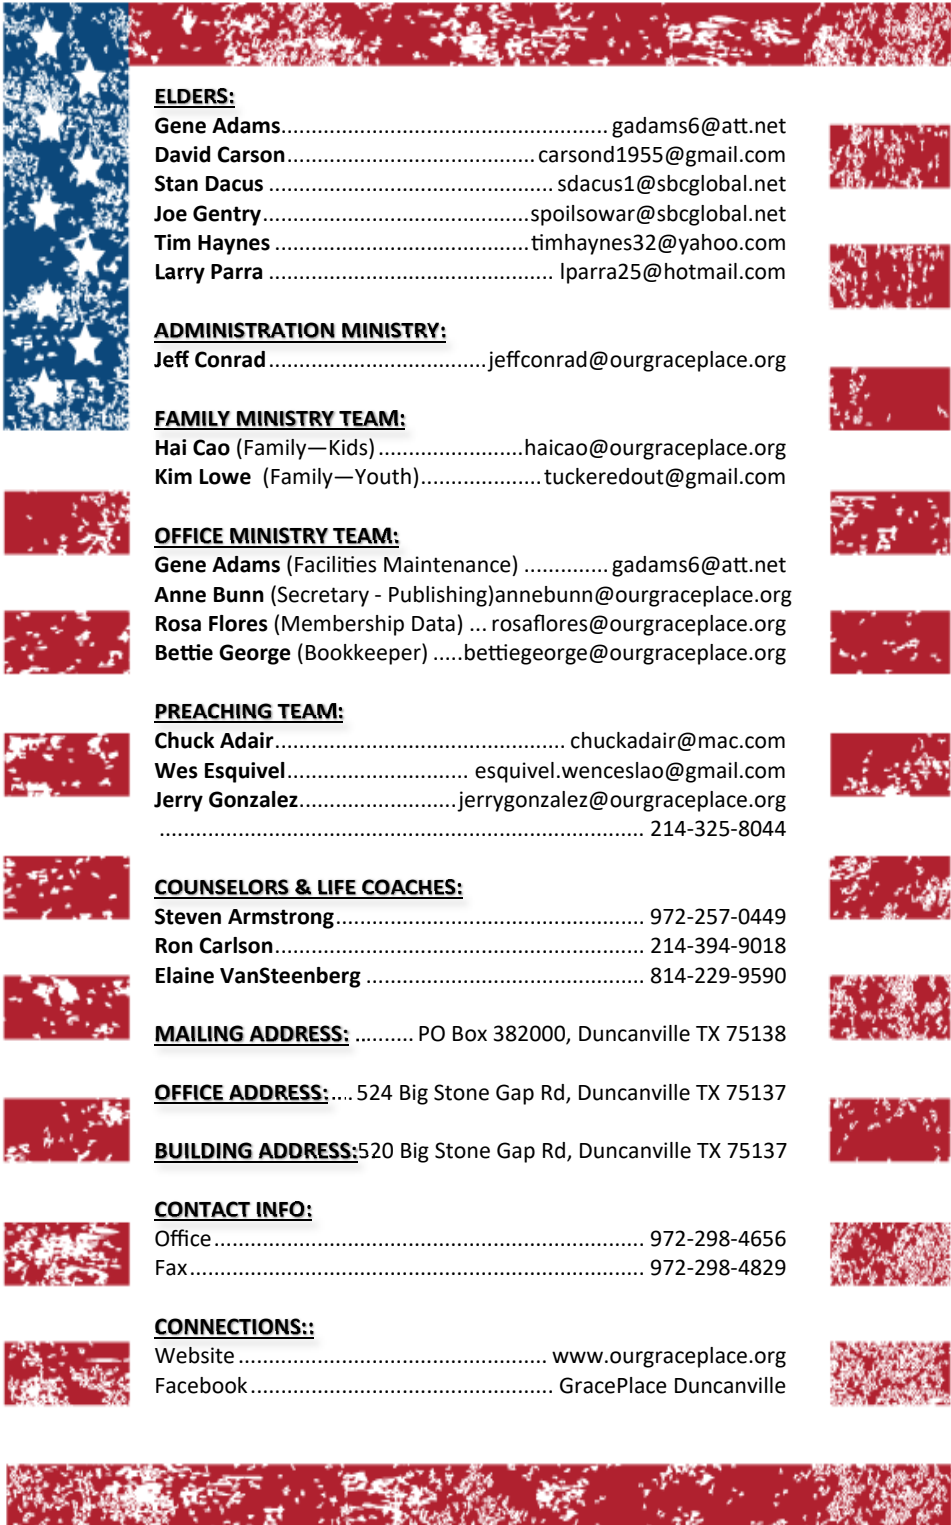 ELDERS:
Gene Adams...................................................... gadams6@att.net
David Carson......................................... carsond1955@gmail.com
Stan Dacus ............................................... sdacus1@sbcglobal.net
Joe Gentry............................................spoilsowar@sbcglobal.net
Tim Haynes ..........................................timhaynes32@yahoo.com
Larry Parra ............................................... lparra25@hotmail.com
ADMINISTRATION MINISTRY:
Jeff Conrad....................................jeffconrad@ourgraceplace.org
FAMILY MINISTRY TEAM:
Hai Cao (Family—Kids)........................haicao@ourgraceplace.org
Kim Lowe  (Family—Youth).................... tuckeredout@gmail.com
OFFICE MINISTRY TEAM:
Gene Adams (Facilities Maintenance) .............. gadams6@att.net
Anne Bunn (Secretary - Publishing)annebunn@ourgraceplace.org
Rosa Flores (Membership Data) ... rosaflores@ourgraceplace.org
Bettie George (Bookkeeper) .....bettiegeorge@ourgraceplace.org
PREACHING TEAM:
Chuck Adair................................................ chuckadair@mac.com
Wes Esquivel.............................. esquivel.wenceslao@gmail.com
Jerry Gonzalez..........................jerrygonzalez@ourgraceplace.org
................................................................................ 214-325-8044
COUNSELORS & LIFE COACHES:
Steven Armstrong................................................... 972-257-0449
Ron Carlson............................................................. 214-394-9018
Elaine VanSteenberg .............................................. 814-229-9590
MAILING ADDRESS: .......... PO Box 382000, Duncanville TX 75138
OFFICE ADDRESS:.... 524 Big Stone Gap Rd, Duncanville TX 75137
BUILDING ADDRESS:520 Big Stone Gap Rd, Duncanville TX 75137
CONTACT INFO:
Office....................................................................... 972-298-4656
Fax........................................................................... 972-298-4829
CONNECTIONS::
Website ................................................... www.ourgraceplace.org
Facebook.................................................. GracePlace Duncanville